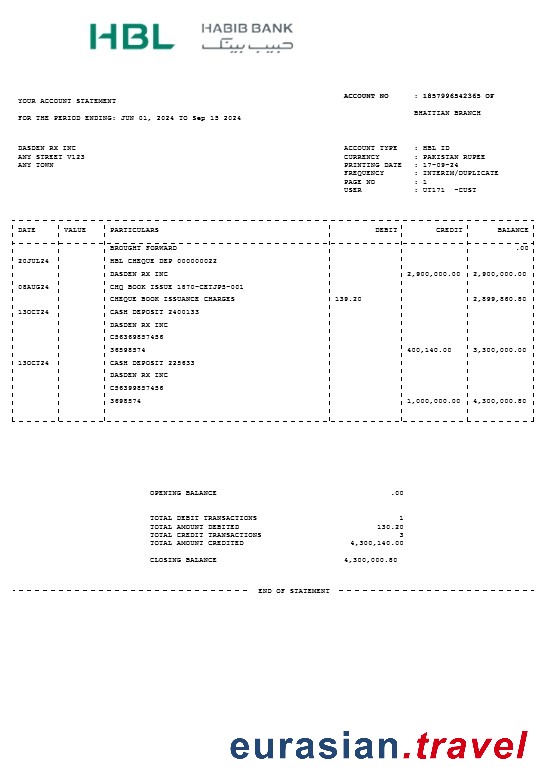 HBL HABIB BANK
حبيب بينک
ACCOUNT NO : 1857996542365 OF
YOUR ACCOUNT STATEMENT
BHATTIAN BRANCH
FOR THE PERIOD ENDING: JUN 01, 2024 TO Sep 15 2024
DASDEN RX INC ACCOUNT TYPE : HBL ID
ANY STREET V123 CURRENCY : PAKISTAN RUPEE
ANY TOWN PRINTING DATE : 17-09-24
FREQUENCY : INTERIM/DUPLICATE
PAGE NO : 1
USER : UT171 -CUST
DATE VALUE PARTICULARS DEBIT CREDIT BALANCE
BROUGHT FORWARD .00
20JUL24 HBL CHEQUE DEP 000000022
DASDEN RX INC 2,900,000.00 2,900,000.00
08AUG24 CHQ BOOK ISSUE 1870-CETJPS-001
CHEQUE BOOK ISSUANCE CHARGES 139.20 2,899,860.80
13OCT24 CASH DEPOSIT 2400133
DASDEN RX INC
C56369857456
36598574 400,140.00 3,300,000.00
13OCT24 CASH DEPOSIT 225633
DASDEN RX INC
C56399857456
3698574 1,000,000.00 4,300,000.80
OPENING BALANCE .00
TOTAL DEBIT TRANSACTIONS 1
TOTAL AMOUNT DEBITED 130.20
TOTAL CREDIT TRANSACTIONS 3
TOTAL AMOUNT CREDITED 4,300,140.00
CLOSING BALANCE 4,300,000.80
END OF STATEMENT
eurasian.travel